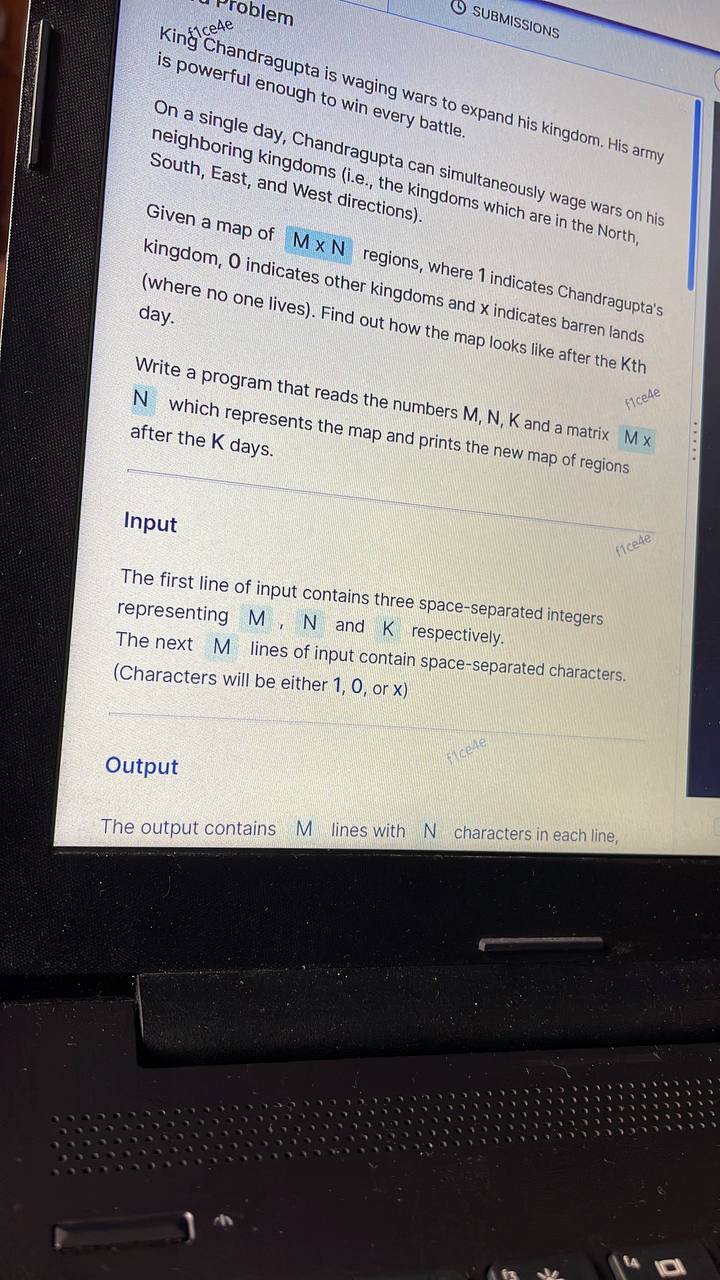 Problem
SUBMISSIONS
f1ce4e
King Chandragupta is waging wars to expand his kingdom. His army
is powerful enough to win every battle.
On a single day, Chandragupta can simultaneously wage wars on his
neighboring kingdoms (i.e., the kingdoms which are in the North,
South, East, and West directions).
Given a map of M x N regions, where 1 indicates Chandragupta's
kingdom, 0 indicates other kingdoms and x indicates barren lands
(where no one lives). Find out how the map looks like after the Kth
day.
f1ce4e
Write a program that reads the numbers M, N, K and a matrix M x
N which represents the map and prints the new map of regions
after the K days.
Input
f1ce4e
The first line of input contains three space-separated integers
representing M , N and K respectively.
The next M lines of input contain space-separated characters.
(Characters will be either 1, 0, or x)
f1ce4e
Output
The output contains M lines with N characters in each line,
f4